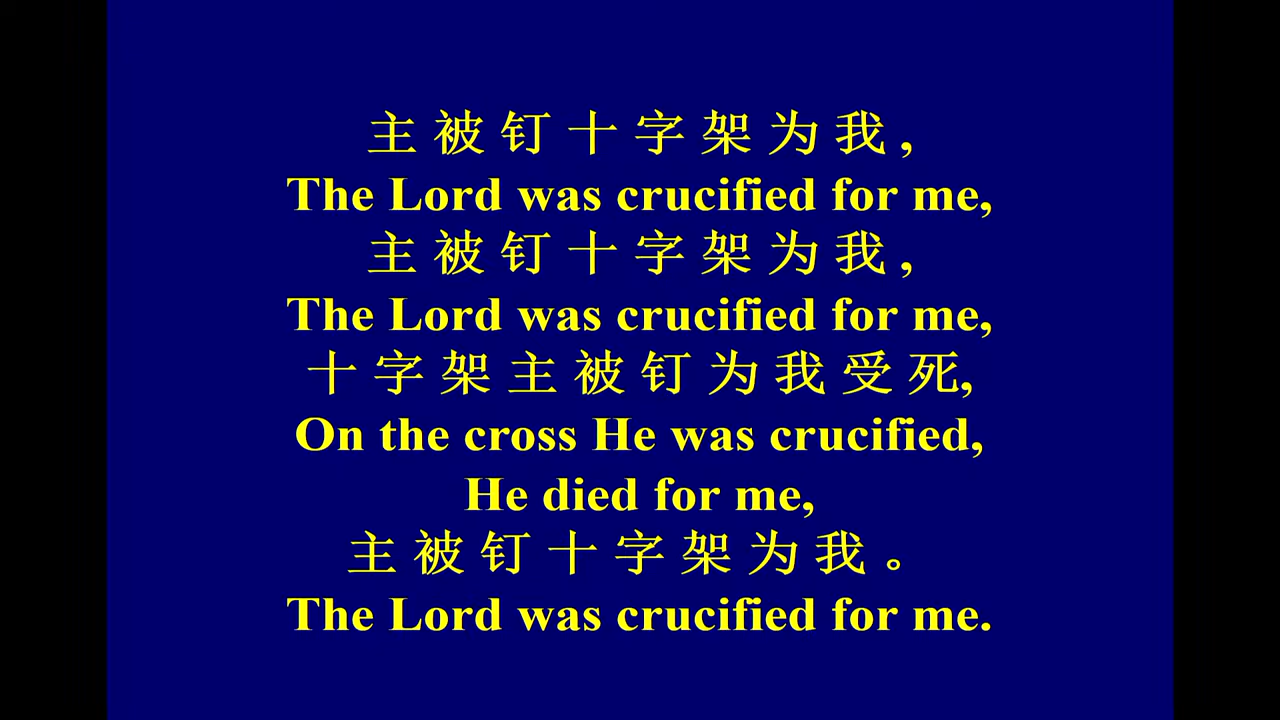 主 被 钉 十 字 架 为 我 ,
The Lord was crucified for me,
主 被 钉 十 字 架 为 我 ,
The Lord was crucified for me,
十 字 架 主 被 钉 为 我 受 死,
On the cross He was crucified,
He died for me,
主 被 钉 十 字 架 为 我 。
The Lord was crucified for me.